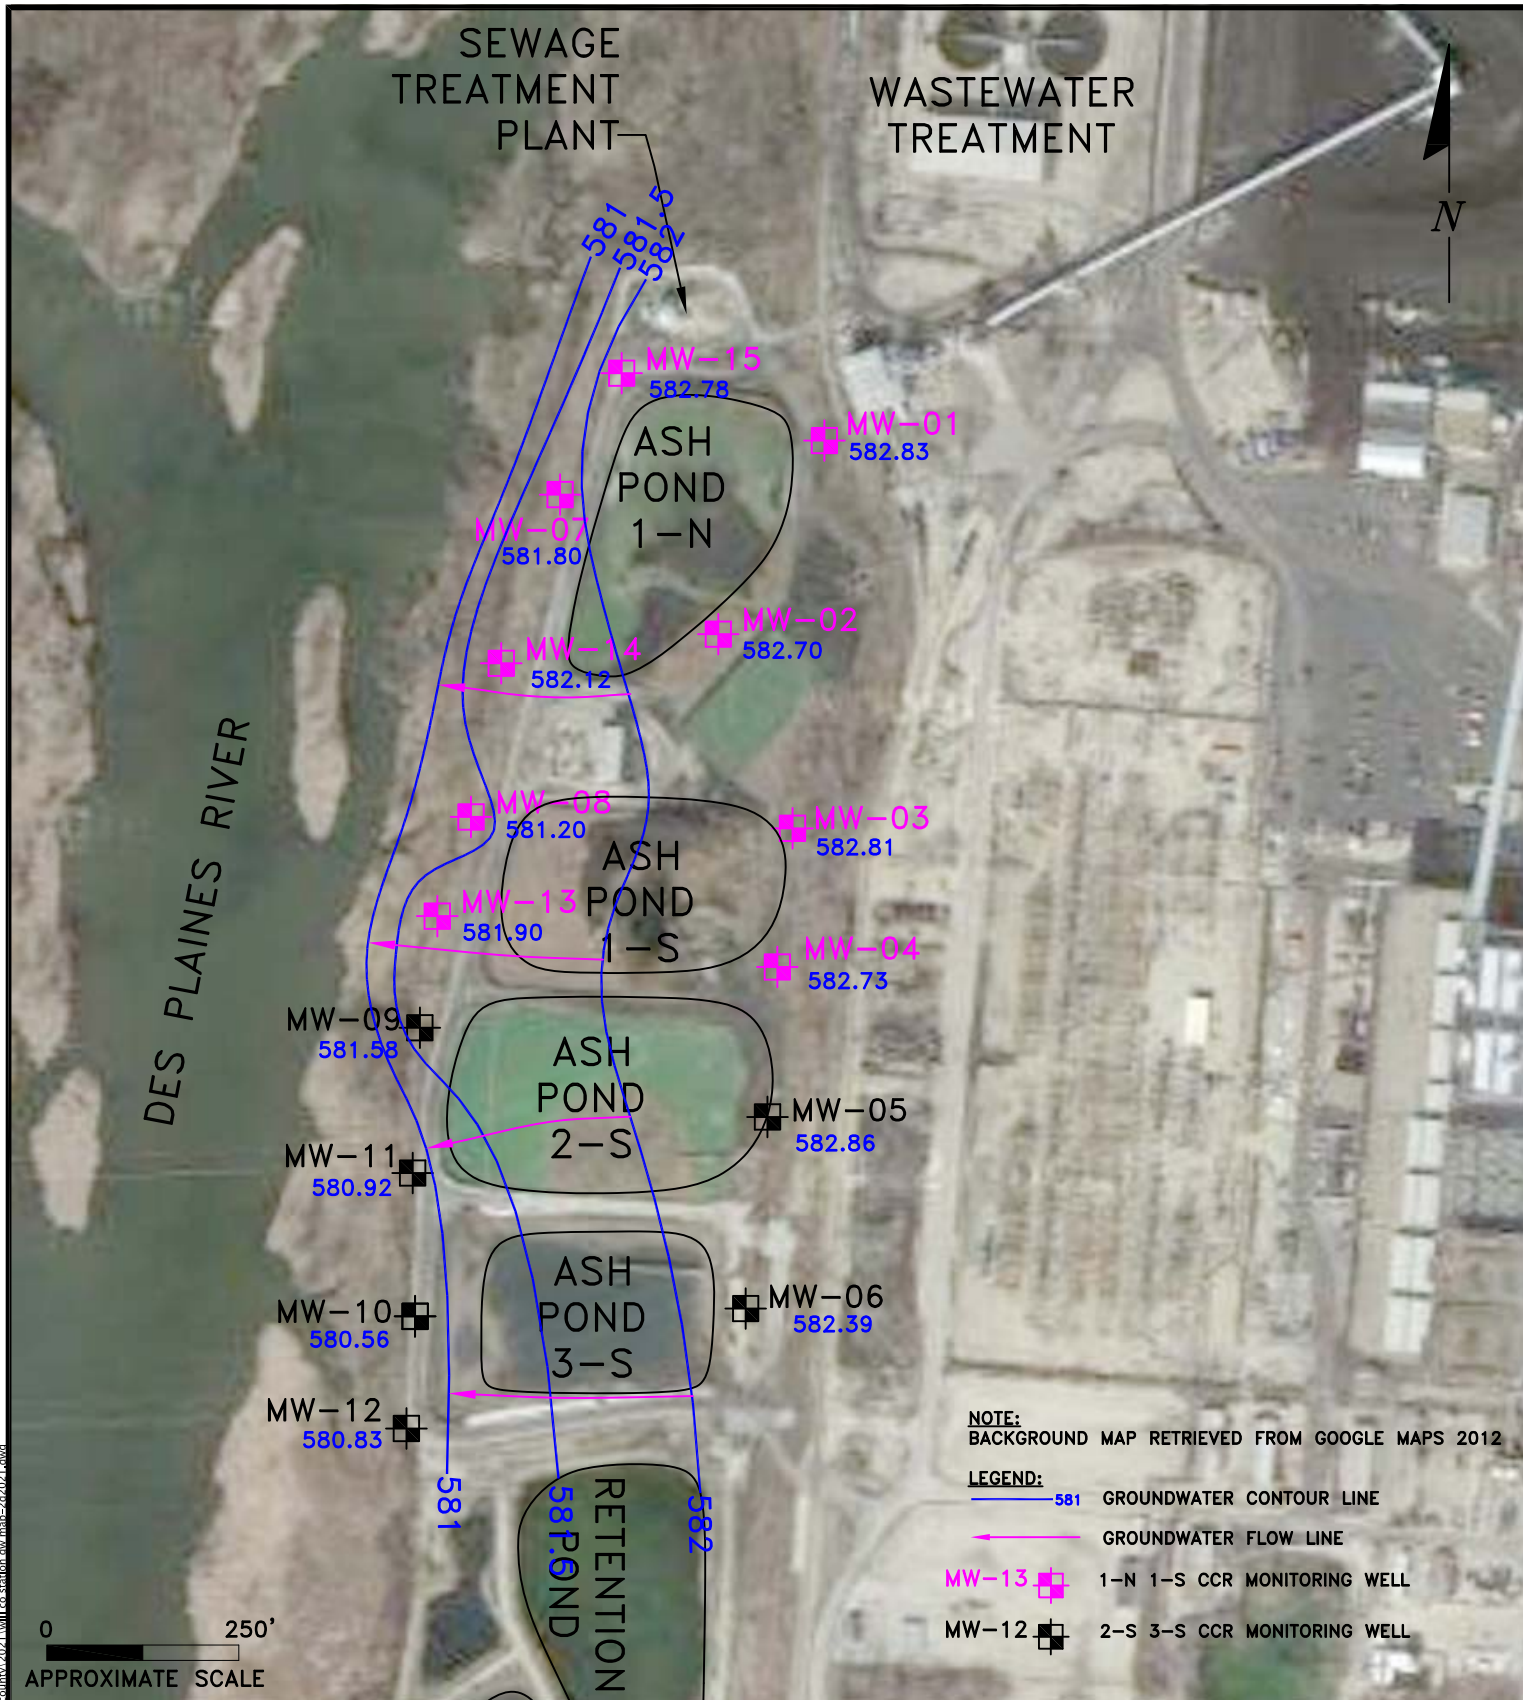 SEWAGE
TREATMENT
PLANT
WASTEWATER
TREATMENT
N
581
581.5
582
MW-15
582.78
MW-01
582.83
ASH
POND
1-N
MW-07
581.80
MW-02
582.70
MW-14
582.12
DES PLAINES RIVER
MW-08
581.20
MW-03
582.81
ASH
POND
1-S
MW-13
581.90
MW-04
582.73
MW-09
581.58
ASH
POND
2-S
MW-05
582.86
MW-11
580.92
ASH
POND
3-S
MW-10
580.56
MW-06
582.39
MW-12
580.83
581
581.5
582
RETENTION
POND
NOTE:
BACKGROUND MAP RETRIEVED FROM GOOGLE MAPS 2012
LEGEND:
581 GROUNDWATER CONTOUR LINE
GROUNDWATER FLOW LINE
MW-13 1-N 1-S CCR MONITORING WELL
MW-12 2-S 3-S CCR MONITORING WELL
0 250'
APPROXIMATE SCALE